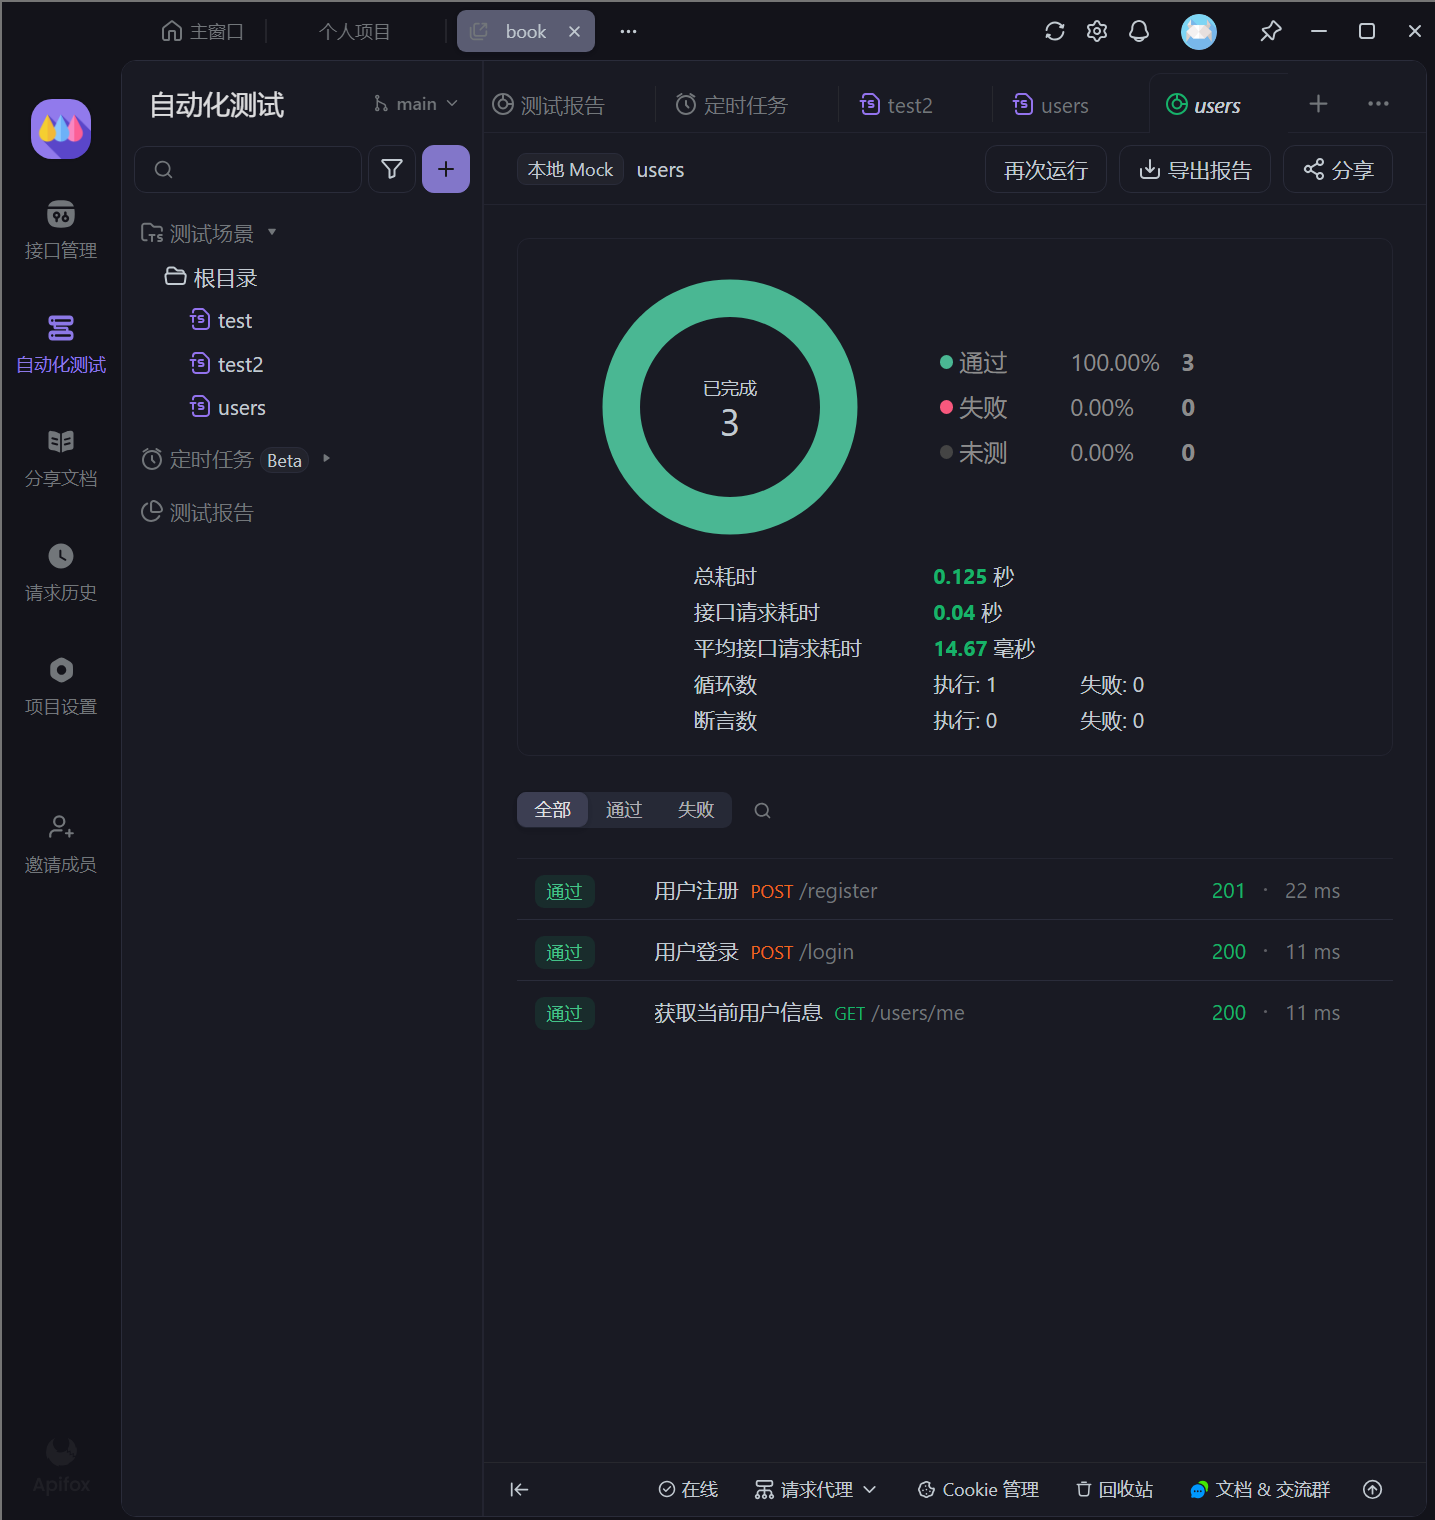 主窗口 个人项目 book
自动化测试 main
测试报告 定时任务 test2 users users
本地 Mock users 再次运行 导出报告 分享
接口管理
自动化测试
分享文档
请求历史
项目设置
邀请成员
Apifox
测试场景
根目录
test
test2
users
定时任务 Beta
测试报告
已完成
3
通过 100.00% 3
失败 0.00% 0
未测 0.00% 0
总耗时 0.125 秒
接口请求耗时 0.04 秒
平均接口请求耗时 14.67 毫秒
循环数 执行: 1 失败: 0
断言数 执行: 0 失败: 0
全部 通过 失败
通过 用户注册 POST /register 201 · 22 ms
通过 用户登录 POST /login 200 · 11 ms
通过 获取当前用户信息 GET /users/me 200 · 11 ms
在线 请求代理 Cookie 管理 回收站 文档 & 交流群